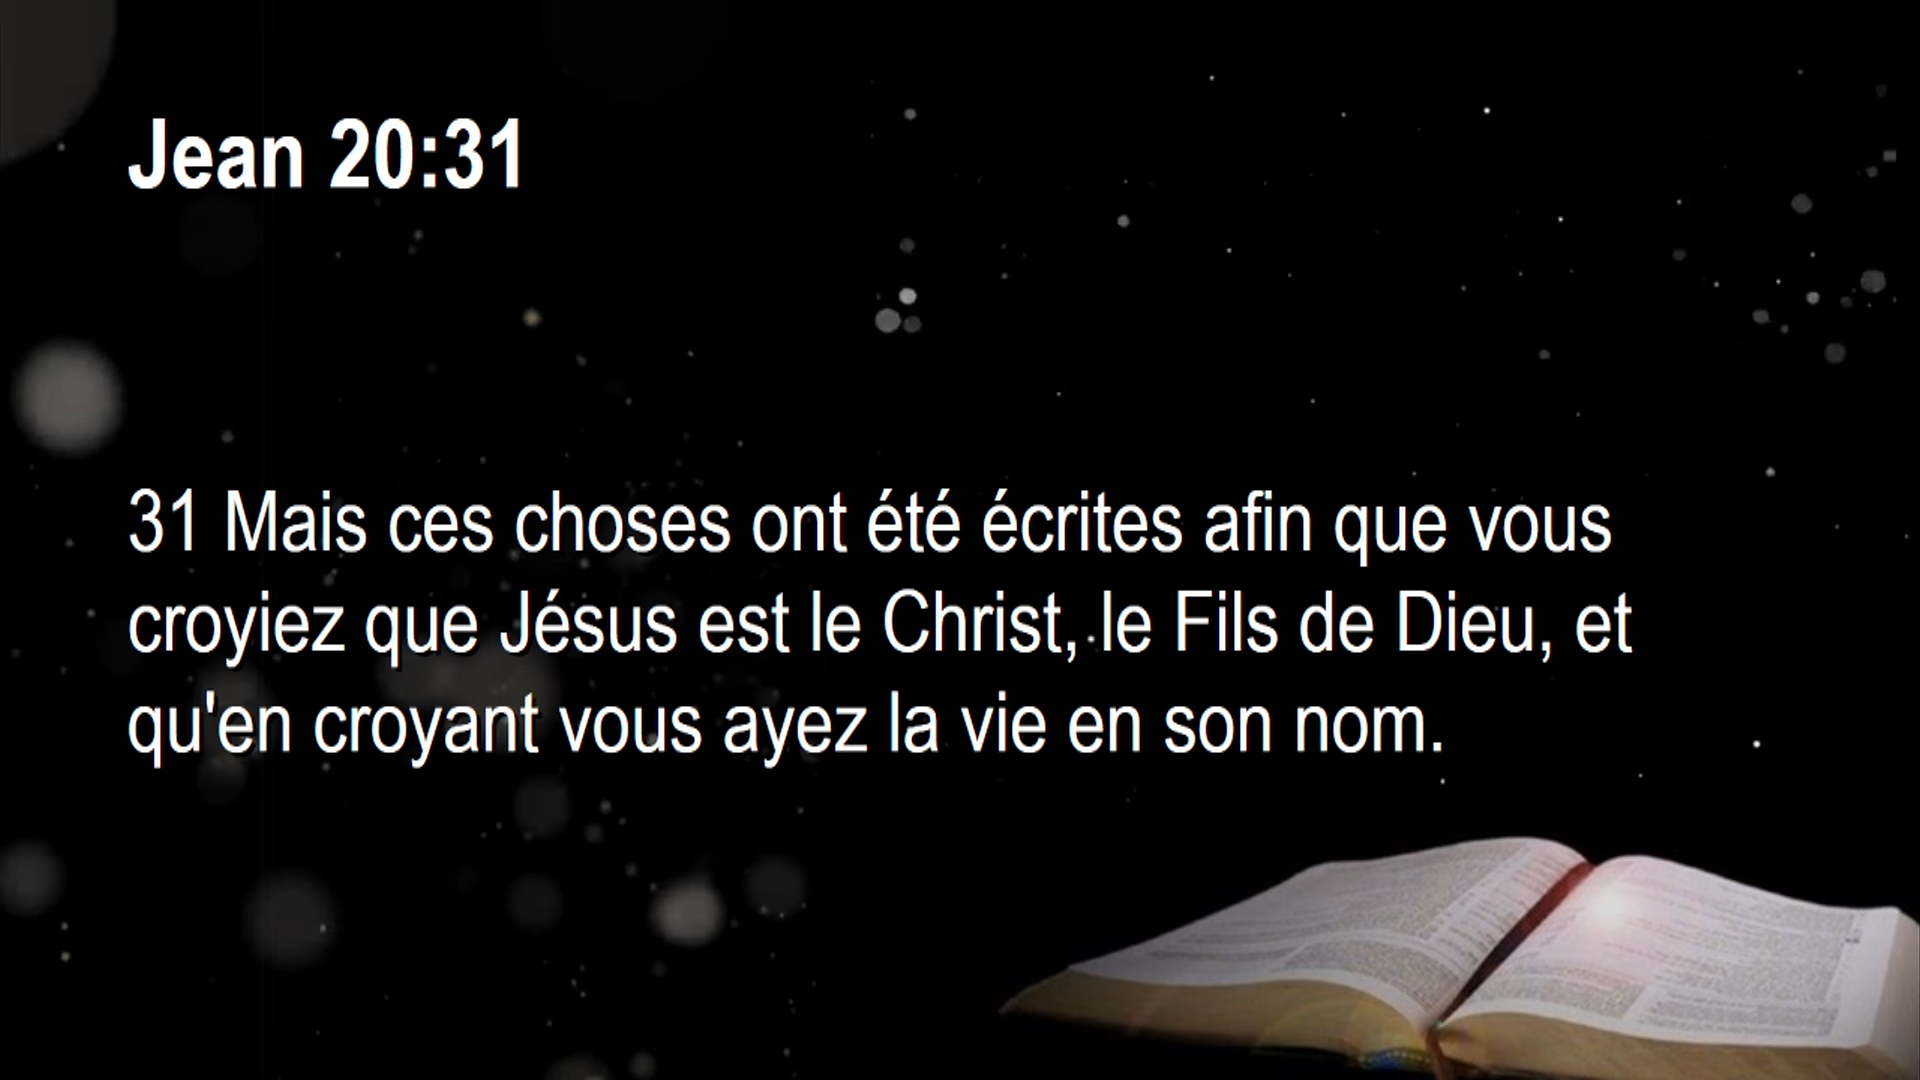 Jean 20:31
31 Mais ces choses ont été écrites afin que vous
croyiez que Jésus est le Christ, le Fils de Dieu, et
qu'en croyant vous ayez la vie en son nom.